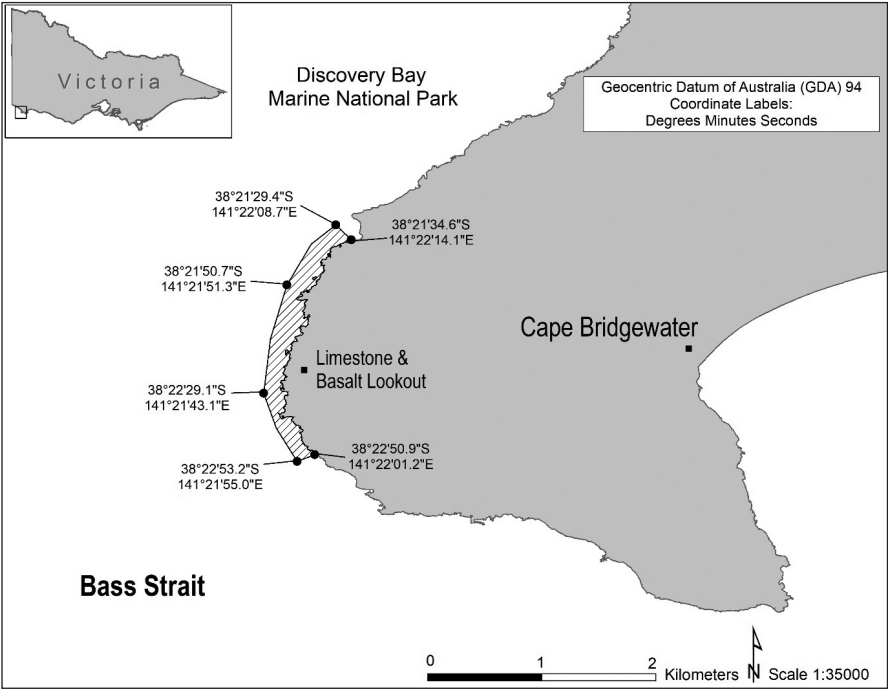 Victoria
Discovery Bay
Marine National Park
Geocentric Datum of Australia (GDA) 94
Coordinate Labels:
Degrees Minutes Seconds
38°21'29.4"S
141°22'08.7"E
38°21'34.6"S
141°22'14.1"E
38°21'50.7"S
141°21'51.3"E
Cape Bridgewater
Limestone &
Basalt Lookout
38°22'29.1"S
141°21'43.1"E
38°22'50.9"S
141°22'01.2"E
38°22'53.2"S
141°21'55.0"E
Bass Strait
0 1 2
Kilometers N Scale 1:35000